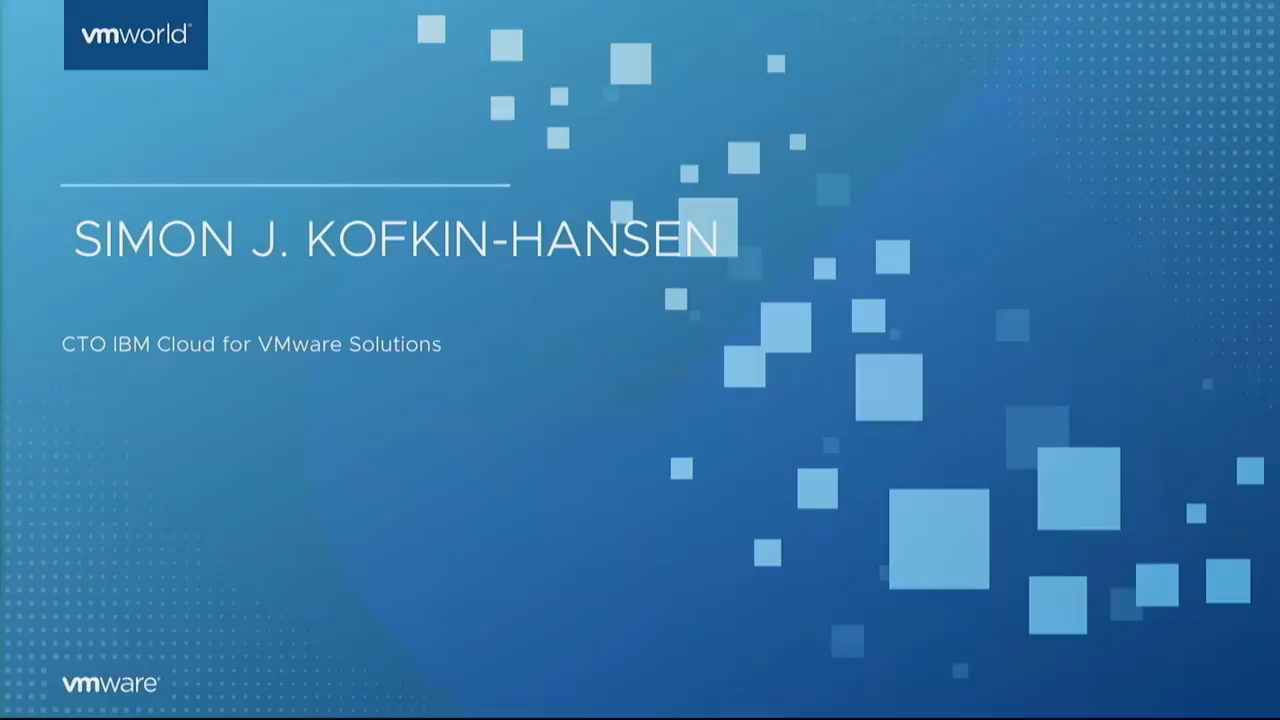 vmworld
SIMON J. KOFKIN-HANSEN
CTO IBM Cloud for VMware Solutions
vmware